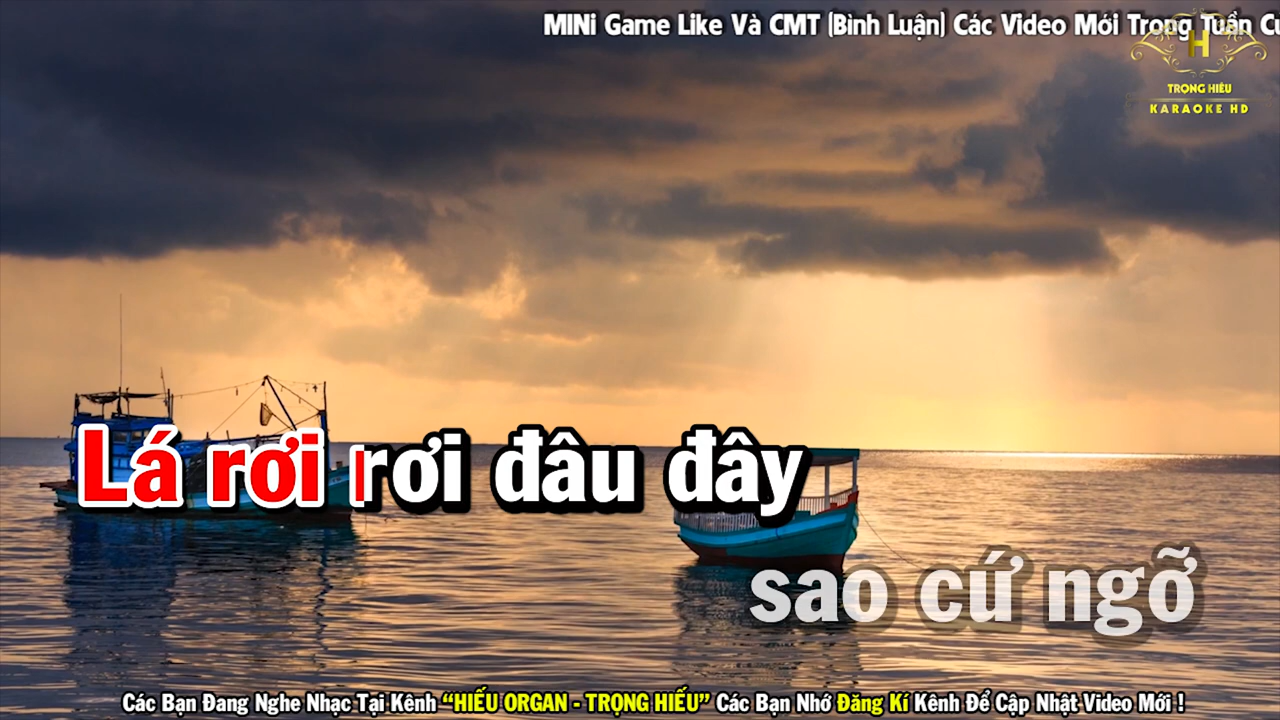 MINi Game Like Và CMT (Bình Luận) Các Video Mới Trong Tuần Cu
H
TRỌNG HIẾU
KARAOKE HD
Lá rơi rơi đâu đây
sao cứ ngỡ
Các Bạn Đang Nghe Nhạc Tại Kênh “HIẾU ORGAN - TRỌNG HIẾU” Các Bạn Nhớ Đăng Kí Kênh Để Cập Nhật Video Mới !